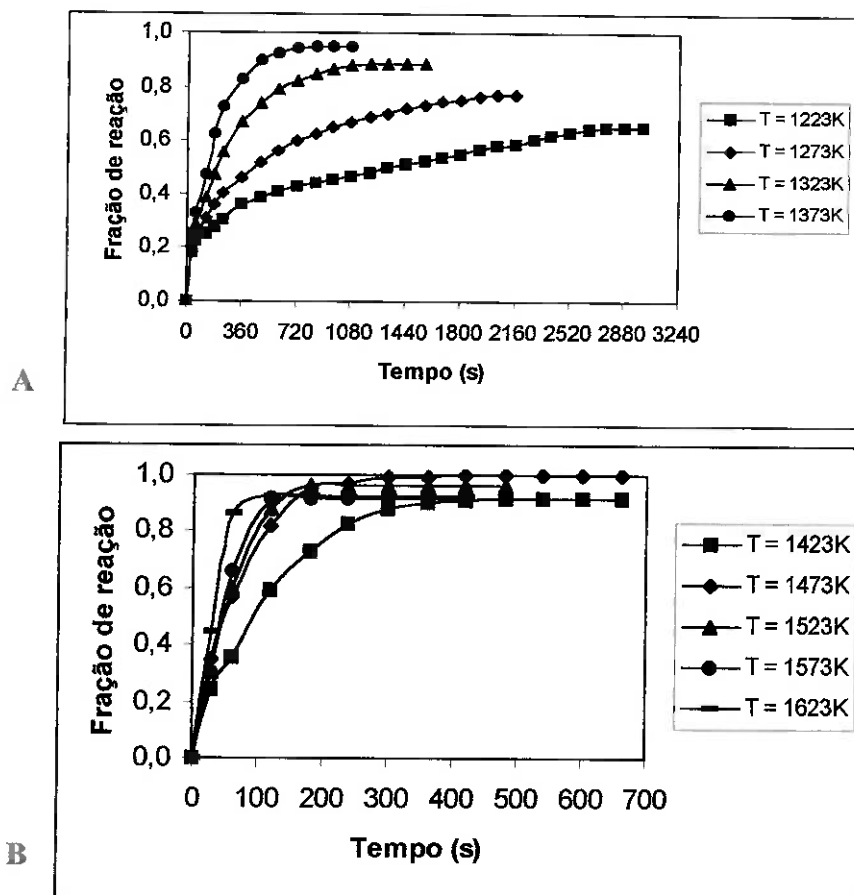 1,0
0,8
0,6
0,4
0,2
0,0
Fração de reação
0 360 720 1080 1440 1800 2160 2520 2880 3240
Tempo (s)
T = 1223K
T = 1273K
T = 1323K
T = 1373K
A
1,0
0,8
0,6
0,4
0,2
0,0
Fração de reação
0 100 200 300 400 500 600 700
Tempo (s)
T = 1423K
T = 1473K
T = 1523K
T = 1573K
T = 1623K
B